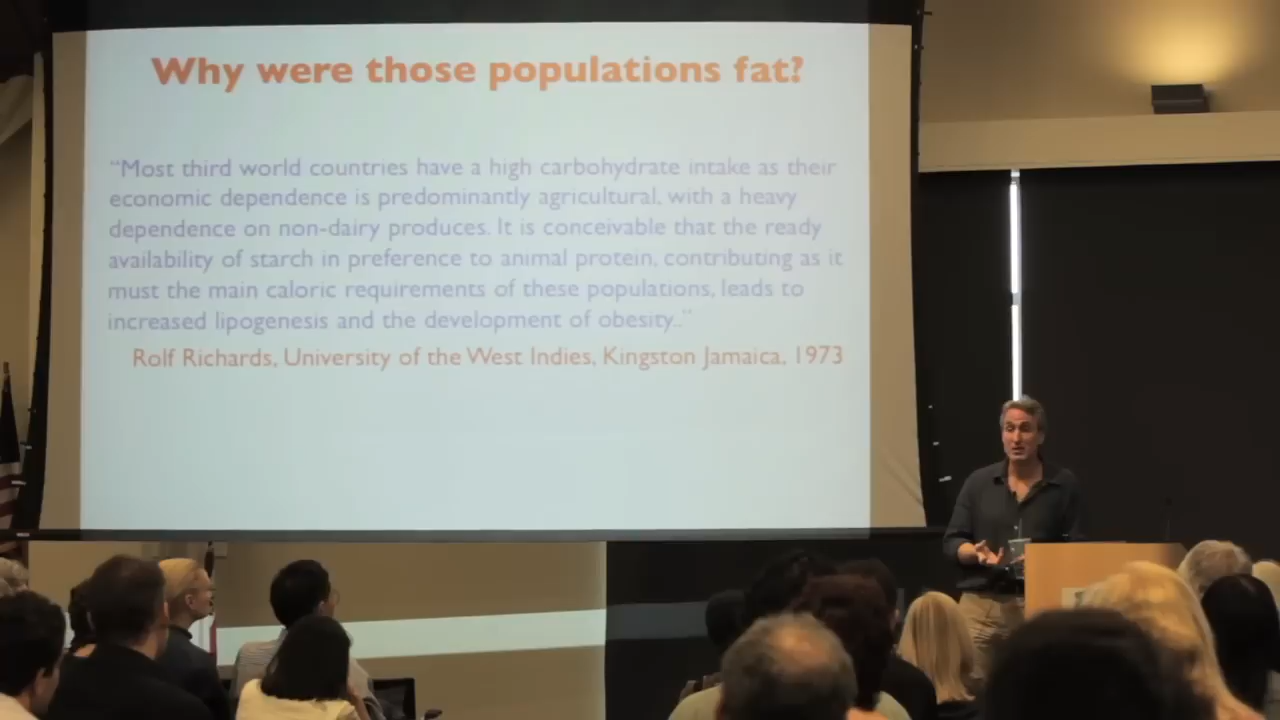 Why were those populations fat?
“Most third world countries have a high carbohydrate intake as their
economic dependence is predominantly agricultural, with a heavy
dependence on non-dairy produces. It is conceivable that the ready
availability of starch in preference to animal protein, contributing as it
must the main caloric requirements of these populations, leads to
increased lipogenesis and the development of obesity..”
Rolf Richards, University of the West Indies, Kingston Jamaica, 1973